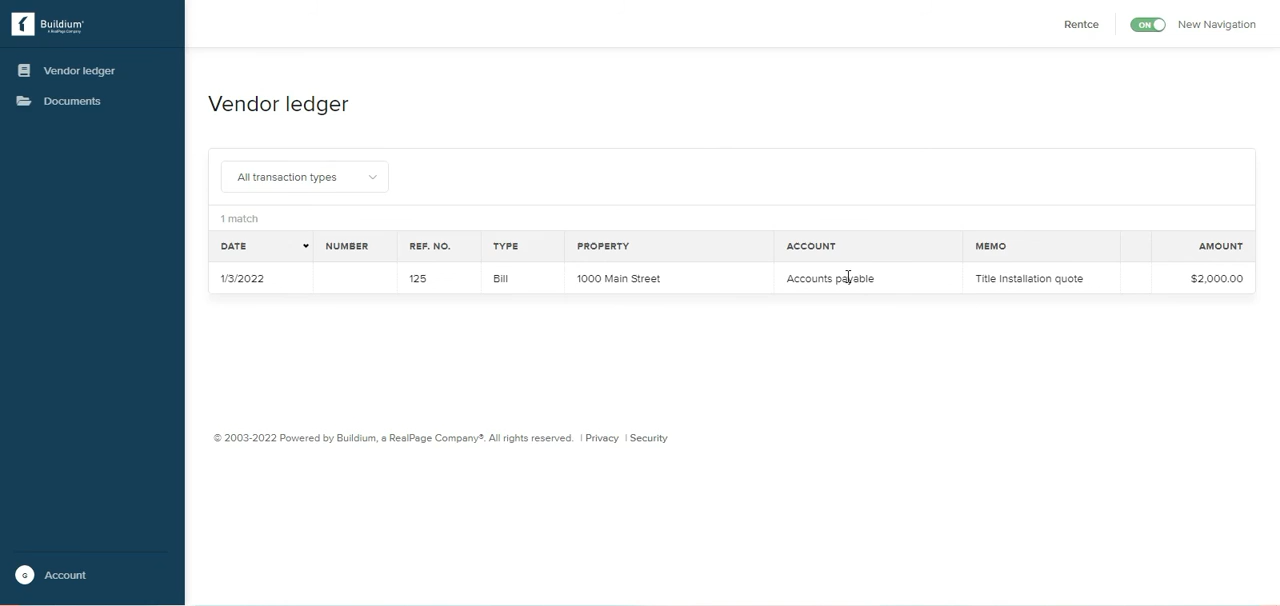 Buildium®
A RealPage Company
Rentce
ON
New Navigation
Vendor ledger
Documents
Vendor ledger
All transaction types
1 match
DATE NUMBER REF. NO. TYPE PROPERTY ACCOUNT MEMO AMOUNT
1/3/2022 125 Bill 1000 Main Street Accounts payable Title Installation quote $2,000.00
© 2003-2022 Powered by Buildium, a RealPage Company®. All rights reserved. | Privacy | Security
G Account